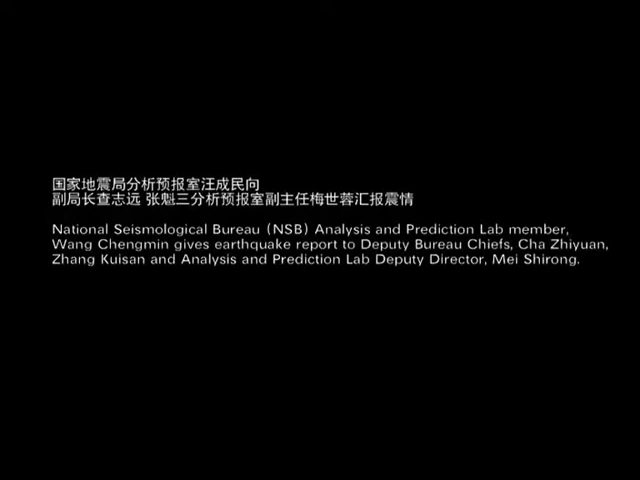 国家地震局分析预报室汪成民向
副局长查志远 张魁三分析预报室副主任梅世蓉汇报震情
National Seismological Bureau (NSB) Analysis and Prediction Lab member,
Wang Chengmin gives earthquake report to Deputy Bureau Chiefs, Cha Zhiyuan,
Zhang Kuisan and Analysis and Prediction Lab Deputy Director, Mei Shirong.